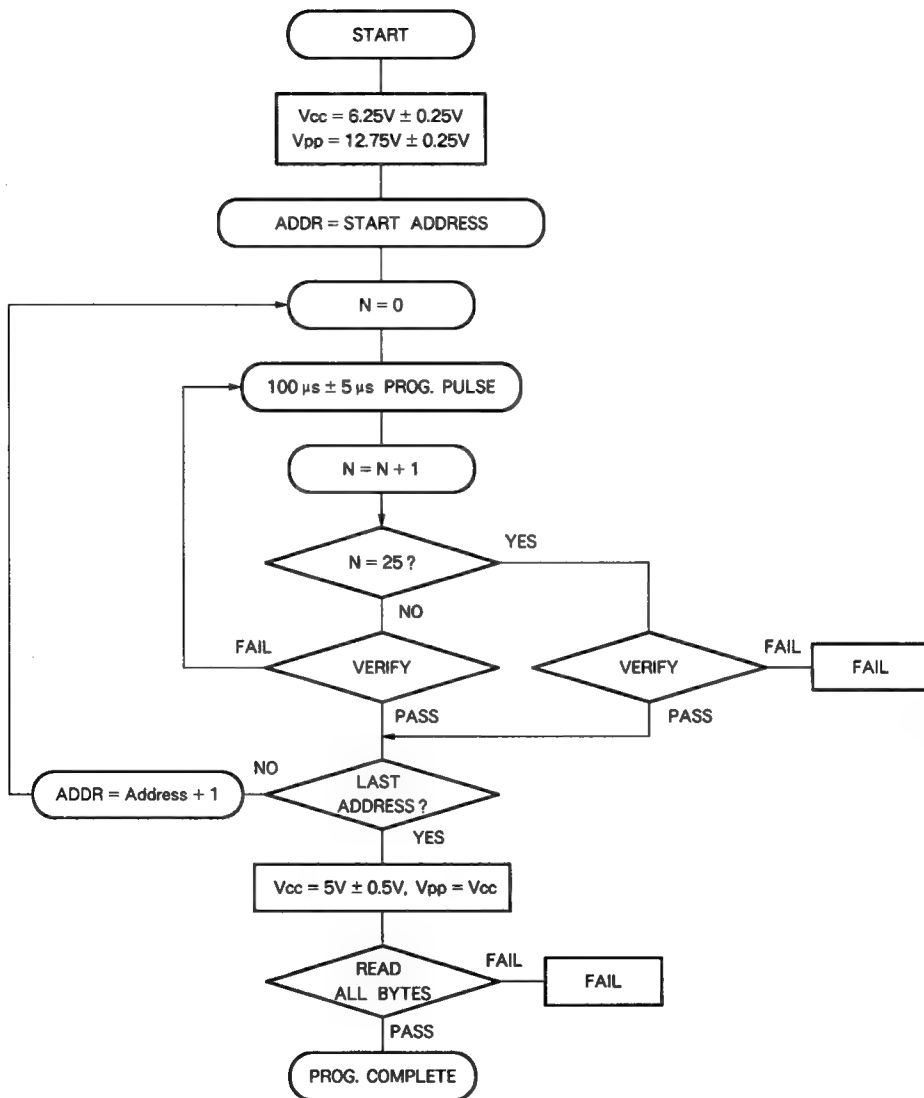 START
Vcc = 6.25V ± 0.25V
Vpp = 12.75V ± 0.25V
ADDR = START ADDRESS
N = 0
100 μs ± 5 μs PROG. PULSE
N = N + 1
N = 25 ?
YES
NO
FAIL
VERIFY
VERIFY
FAIL
FAIL
PASS
PASS
ADDR = Address + 1
NO
LAST
ADDRESS ?
YES
Vcc = 5V ± 0.5V, Vpp = Vcc
READ
ALL BYTES
FAIL
FAIL
PASS
PROG. COMPLETE